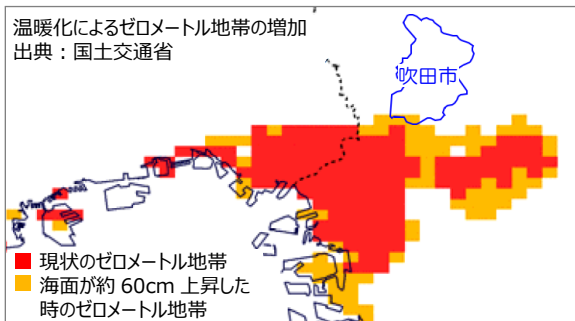 温暖化によるゼロメートル地帯の増加
出典：国土交通省
吹田市
現状のゼロメートル地帯
海面が約 60cm 上昇した
時のゼロメートル地帯